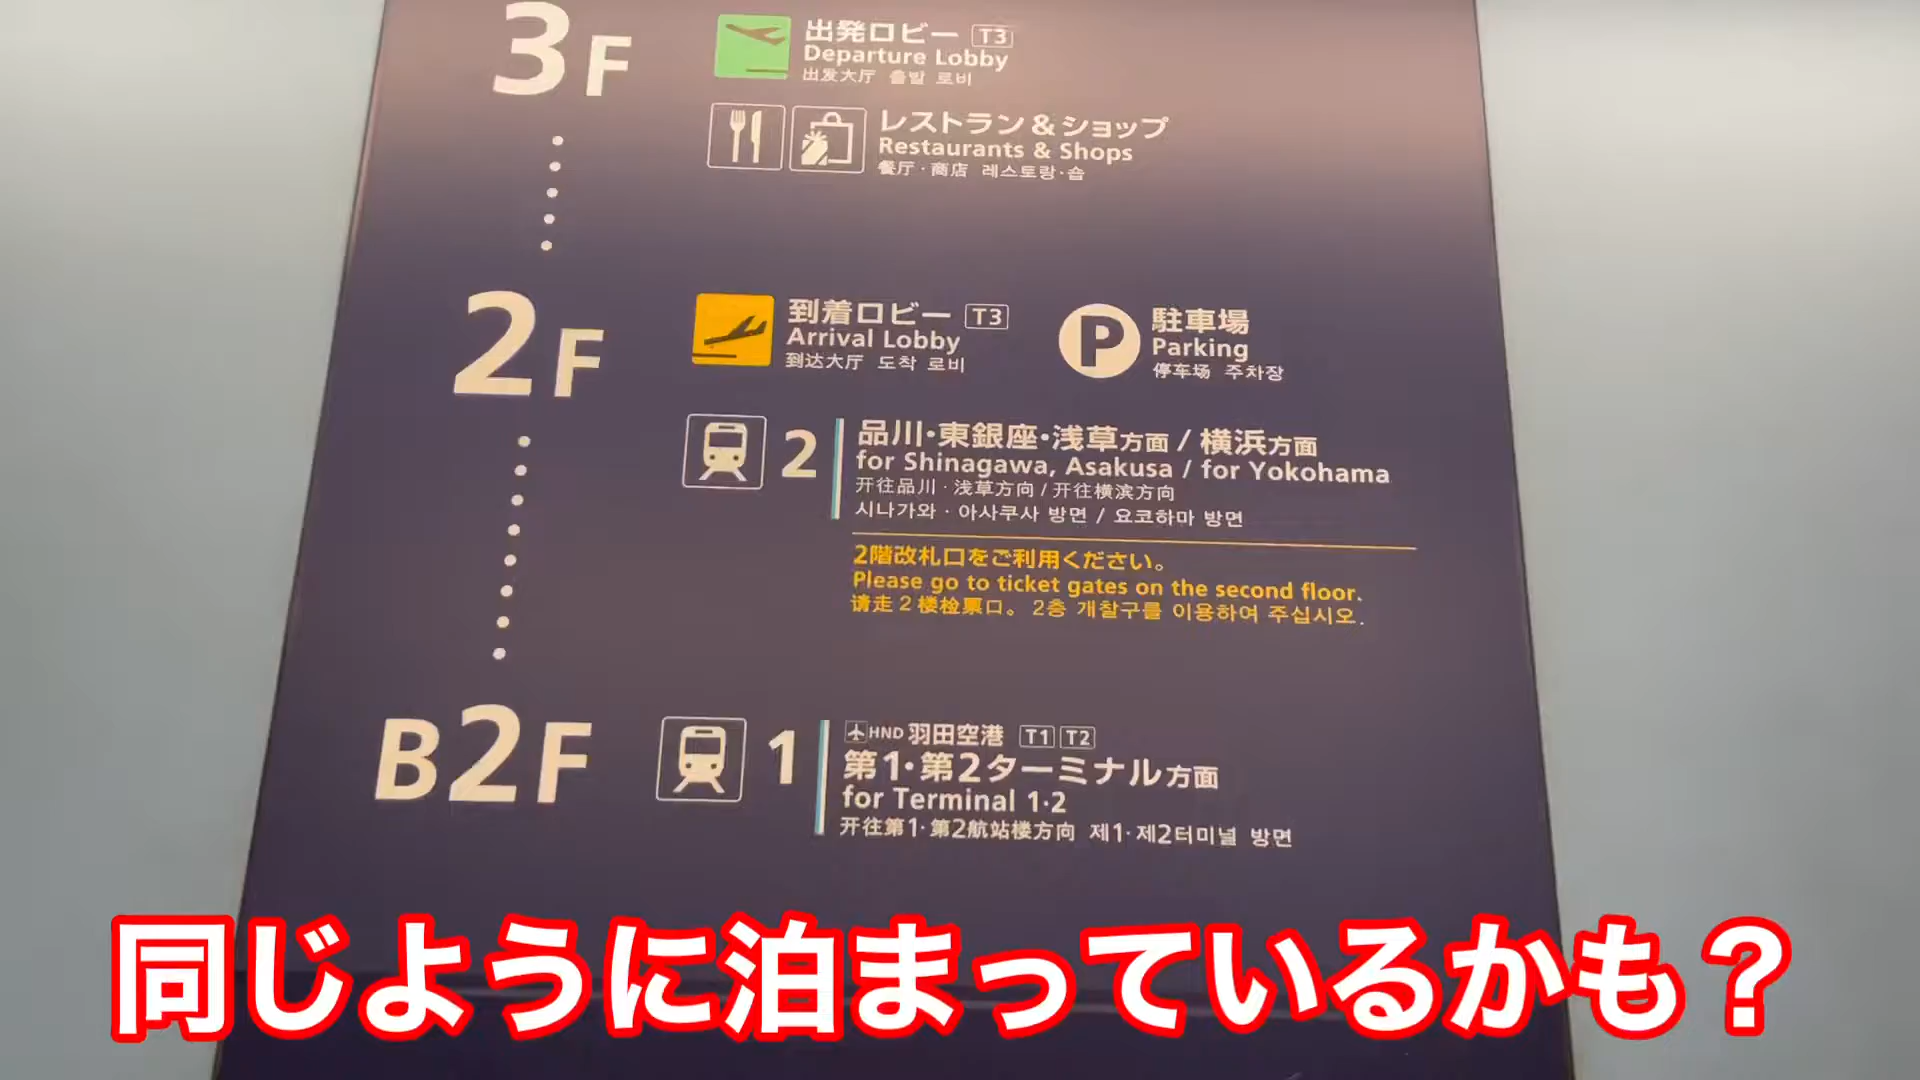 3F
出発ロビー T3
Departure Lobby
出发大厅 출발 로비
レストラン&ショップ
Restaurants & Shops
餐厅·商店 레스토랑·숍
2F
到着ロビー T3
Arrival Lobby
到达大厅 도착 로비
P
駐車場
Parking
停车场 주차장
2
品川・東銀座・浅草方面 / 横浜方面
for Shinagawa, Asakusa / for Yokohama
开往品川·浅草方向/开往横滨方向
시나가와·아사쿠사 방면 / 요코하마 방면
2階改札口をご利用ください。
Please go to ticket gates on the second floor.
请走2楼检票口。 2층 개찰구를 이용하여 주십시오.
B2F
1
HND 羽田空港 T1 T2
第1・第2ターミナル方面
for Terminal 1·2
开往第1·第2航站楼方向 제1·제2터미널 방면
同じように泊まっているかも？